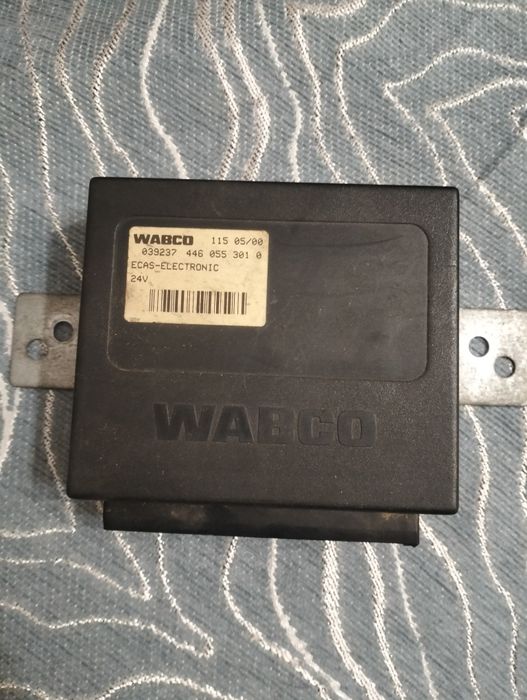 WABCO 115 05/00
039237 446 055 301 0
ECAS-ELECTRONIC
24V
WABCO